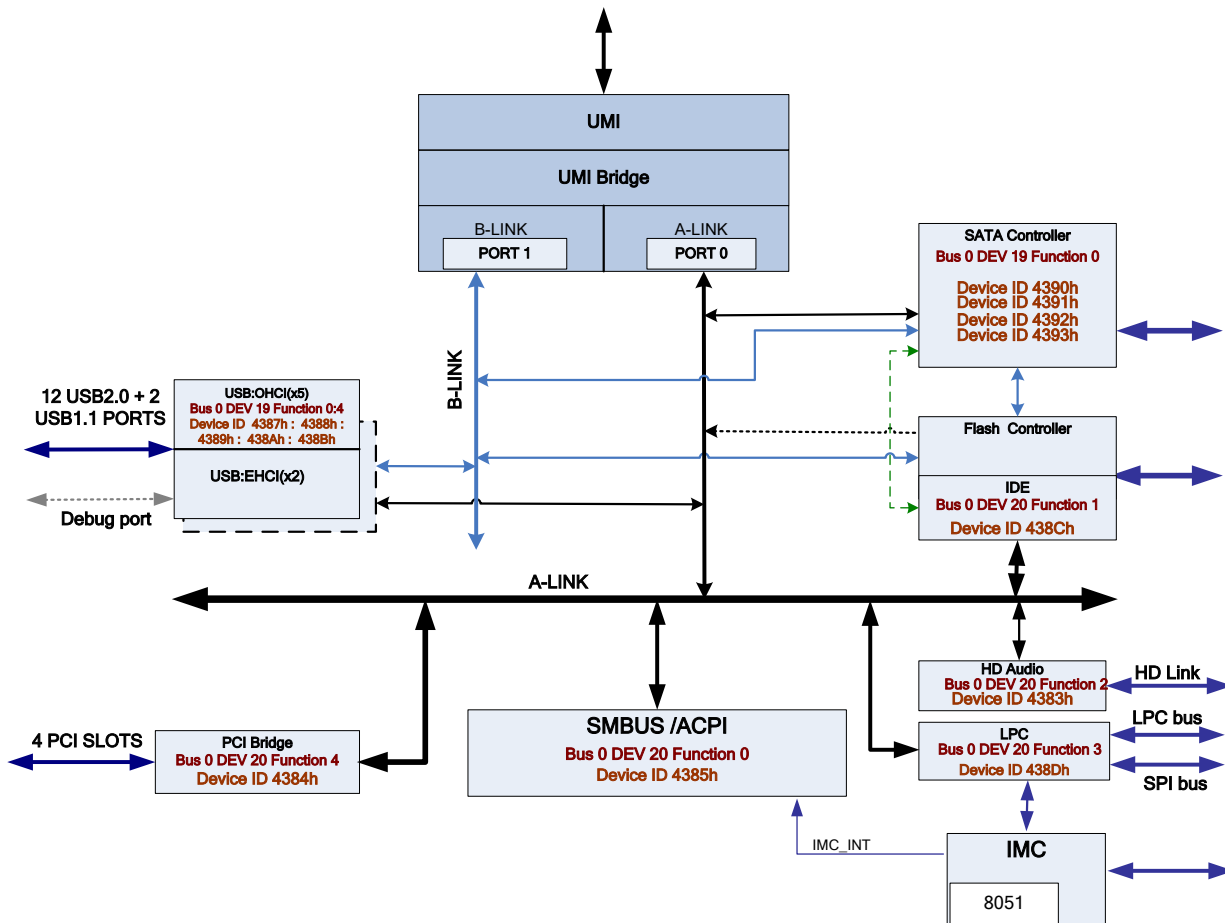 UMI
UMI Bridge
B-LINK
PORT 1
A-LINK
PORT 0
SATA Controller
Bus 0 DEV 19 Function 0
Device ID 4390h
Device ID 4391h
Device ID 4392h
Device ID 4393h
B-LINK
12 USB2.0 + 2
USB1.1 PORTS
USB:OHCI(x5)
Bus 0 DEV 19 Function 0:4
Device ID 4387h : 4388h :
4389h : 438Ah : 438Bh
USB:EHCI(x2)
Debug port
Flash Controller
IDE
Bus 0 DEV 20 Function 1
Device ID 438Ch
A-LINK
HD Audio
Bus 0 DEV 20 Function 2
Device ID 4383h
HD Link
4 PCI SLOTS
PCI Bridge
Bus 0 DEV 20 Function 4
Device ID 4384h
SMBUS /ACPI
Bus 0 DEV 20 Function 0
Device ID 4385h
LPC
Bus 0 DEV 20 Function 3
Device ID 438Dh
LPC bus
SPI bus
IMC_INT
IMC
8051